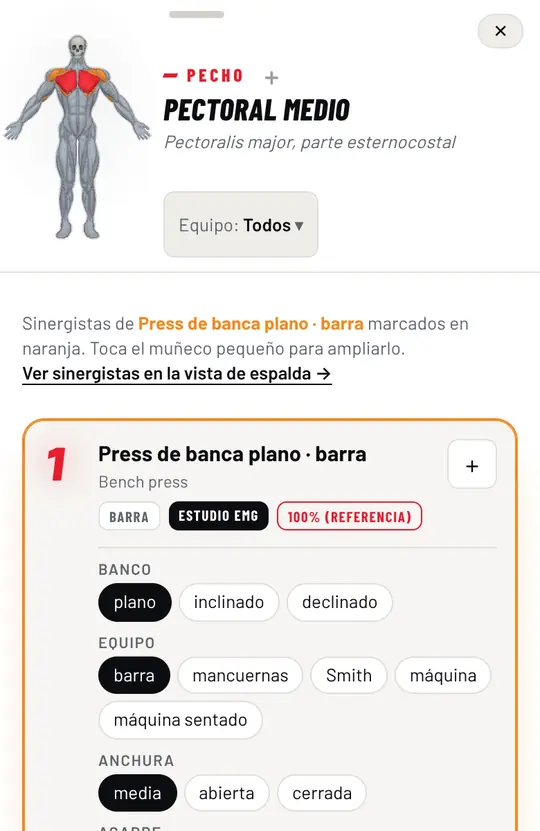 ×
— PECHO +
PECTORAL MEDIO
Pectoralis major, parte esternocostal
Equipo: Todos ▾
Sinergistas de Press de banca plano · barra marcados en
naranja. Toca el muñeco pequeño para ampliarlo.
Ver sinergistas en la vista de espalda →
1
Press de banca plano · barra
+
Bench press
BARRA ESTUDIO EMG 100% (REFERENCIA)
BANCO
plano inclinado declinado
EQUIPO
barra mancuernas Smith máquina
máquina sentado
ANCHURA
media abierta cerrada